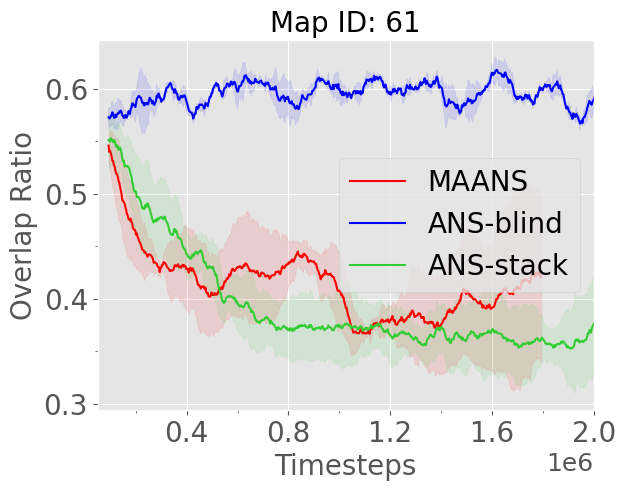 Map ID: 61
Overlap Ratio
0.6
0.5
0.4
0.3
MAANS
ANS-blind
ANS-stack
0.4
0.8
1.2
1.6
2.0
Timesteps
1e6